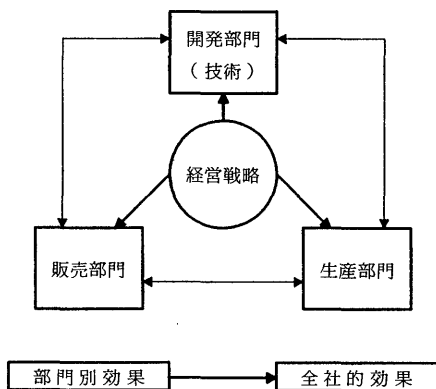 開発部門
(技術)
経営戦略
販売部門
生産部門
部門別効果
全社的効果